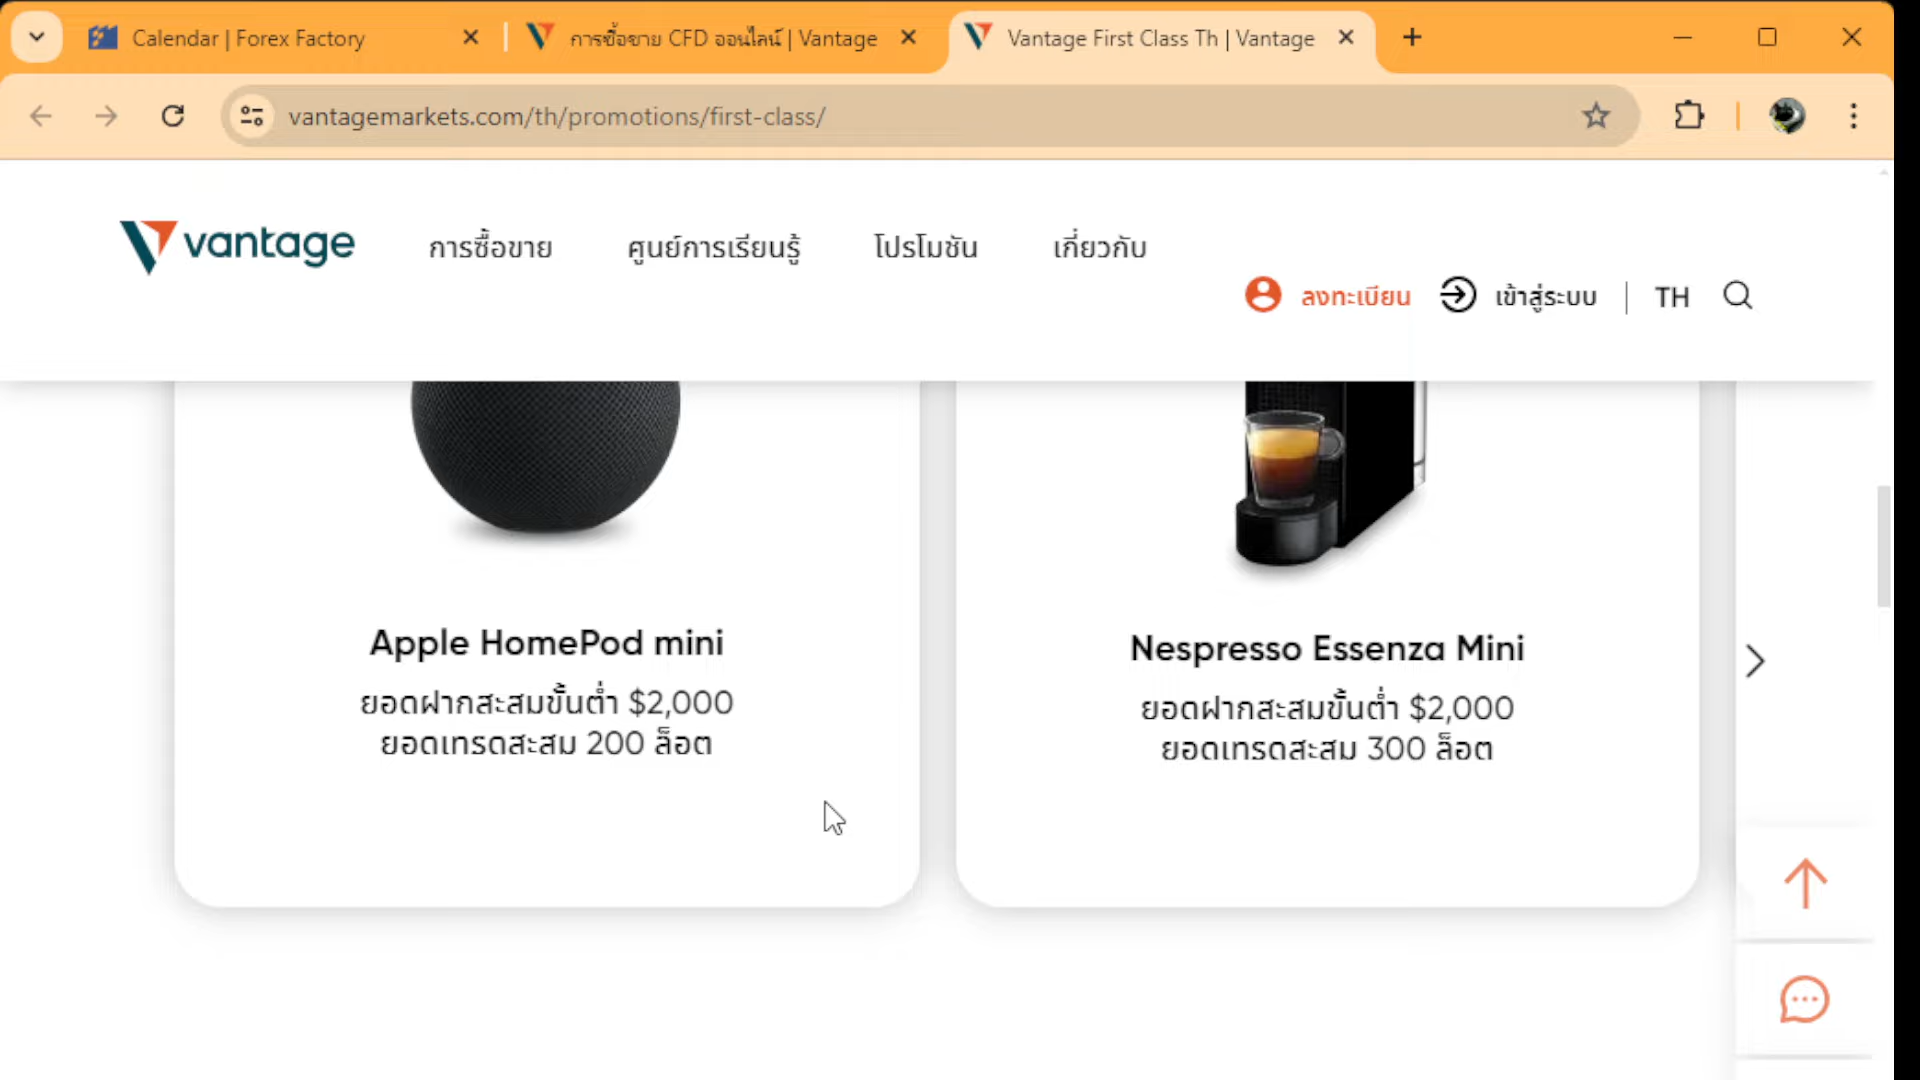 Calendar | Forex Factory
การซื้อขาย CFD ออนไลน์ | Vantage
Vantage First Class Th | Vantage
vantagemarkets.com/th/promotions/first-class/
vantage
การซื้อขาย
ศูนย์การเรียนรู้
โปรโมชัน
เกี่ยวกับ
ลงทะเบียน
เข้าสู่ระบบ
TH
Apple HomePod mini
ยอดฝากสะสมขั้นต่ำ $2,000
ยอดเทรดสะสม 200 ล็อต
Nespresso Essenza Mini
ยอดฝากสะสมขั้นต่ำ $2,000
ยอดเทรดสะสม 300 ล็อต